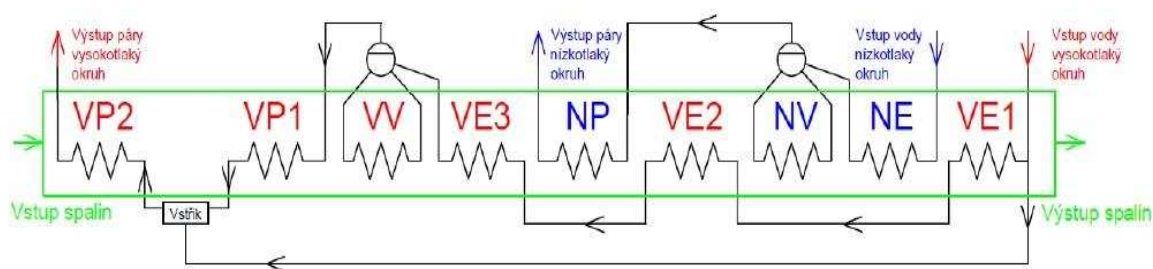 Výstup páry
vysokotlaký
okruh
Výstup páry
nízkotlaký
okruh
Vstup vody
nízkotlaký
okruh
Vstup vody
vysokotlaký
okruh
VP2
VP1
VV
VE3
NP
VE2
NV
NE
VE1
Vstup spalin
Vstřik
Výstup spalin